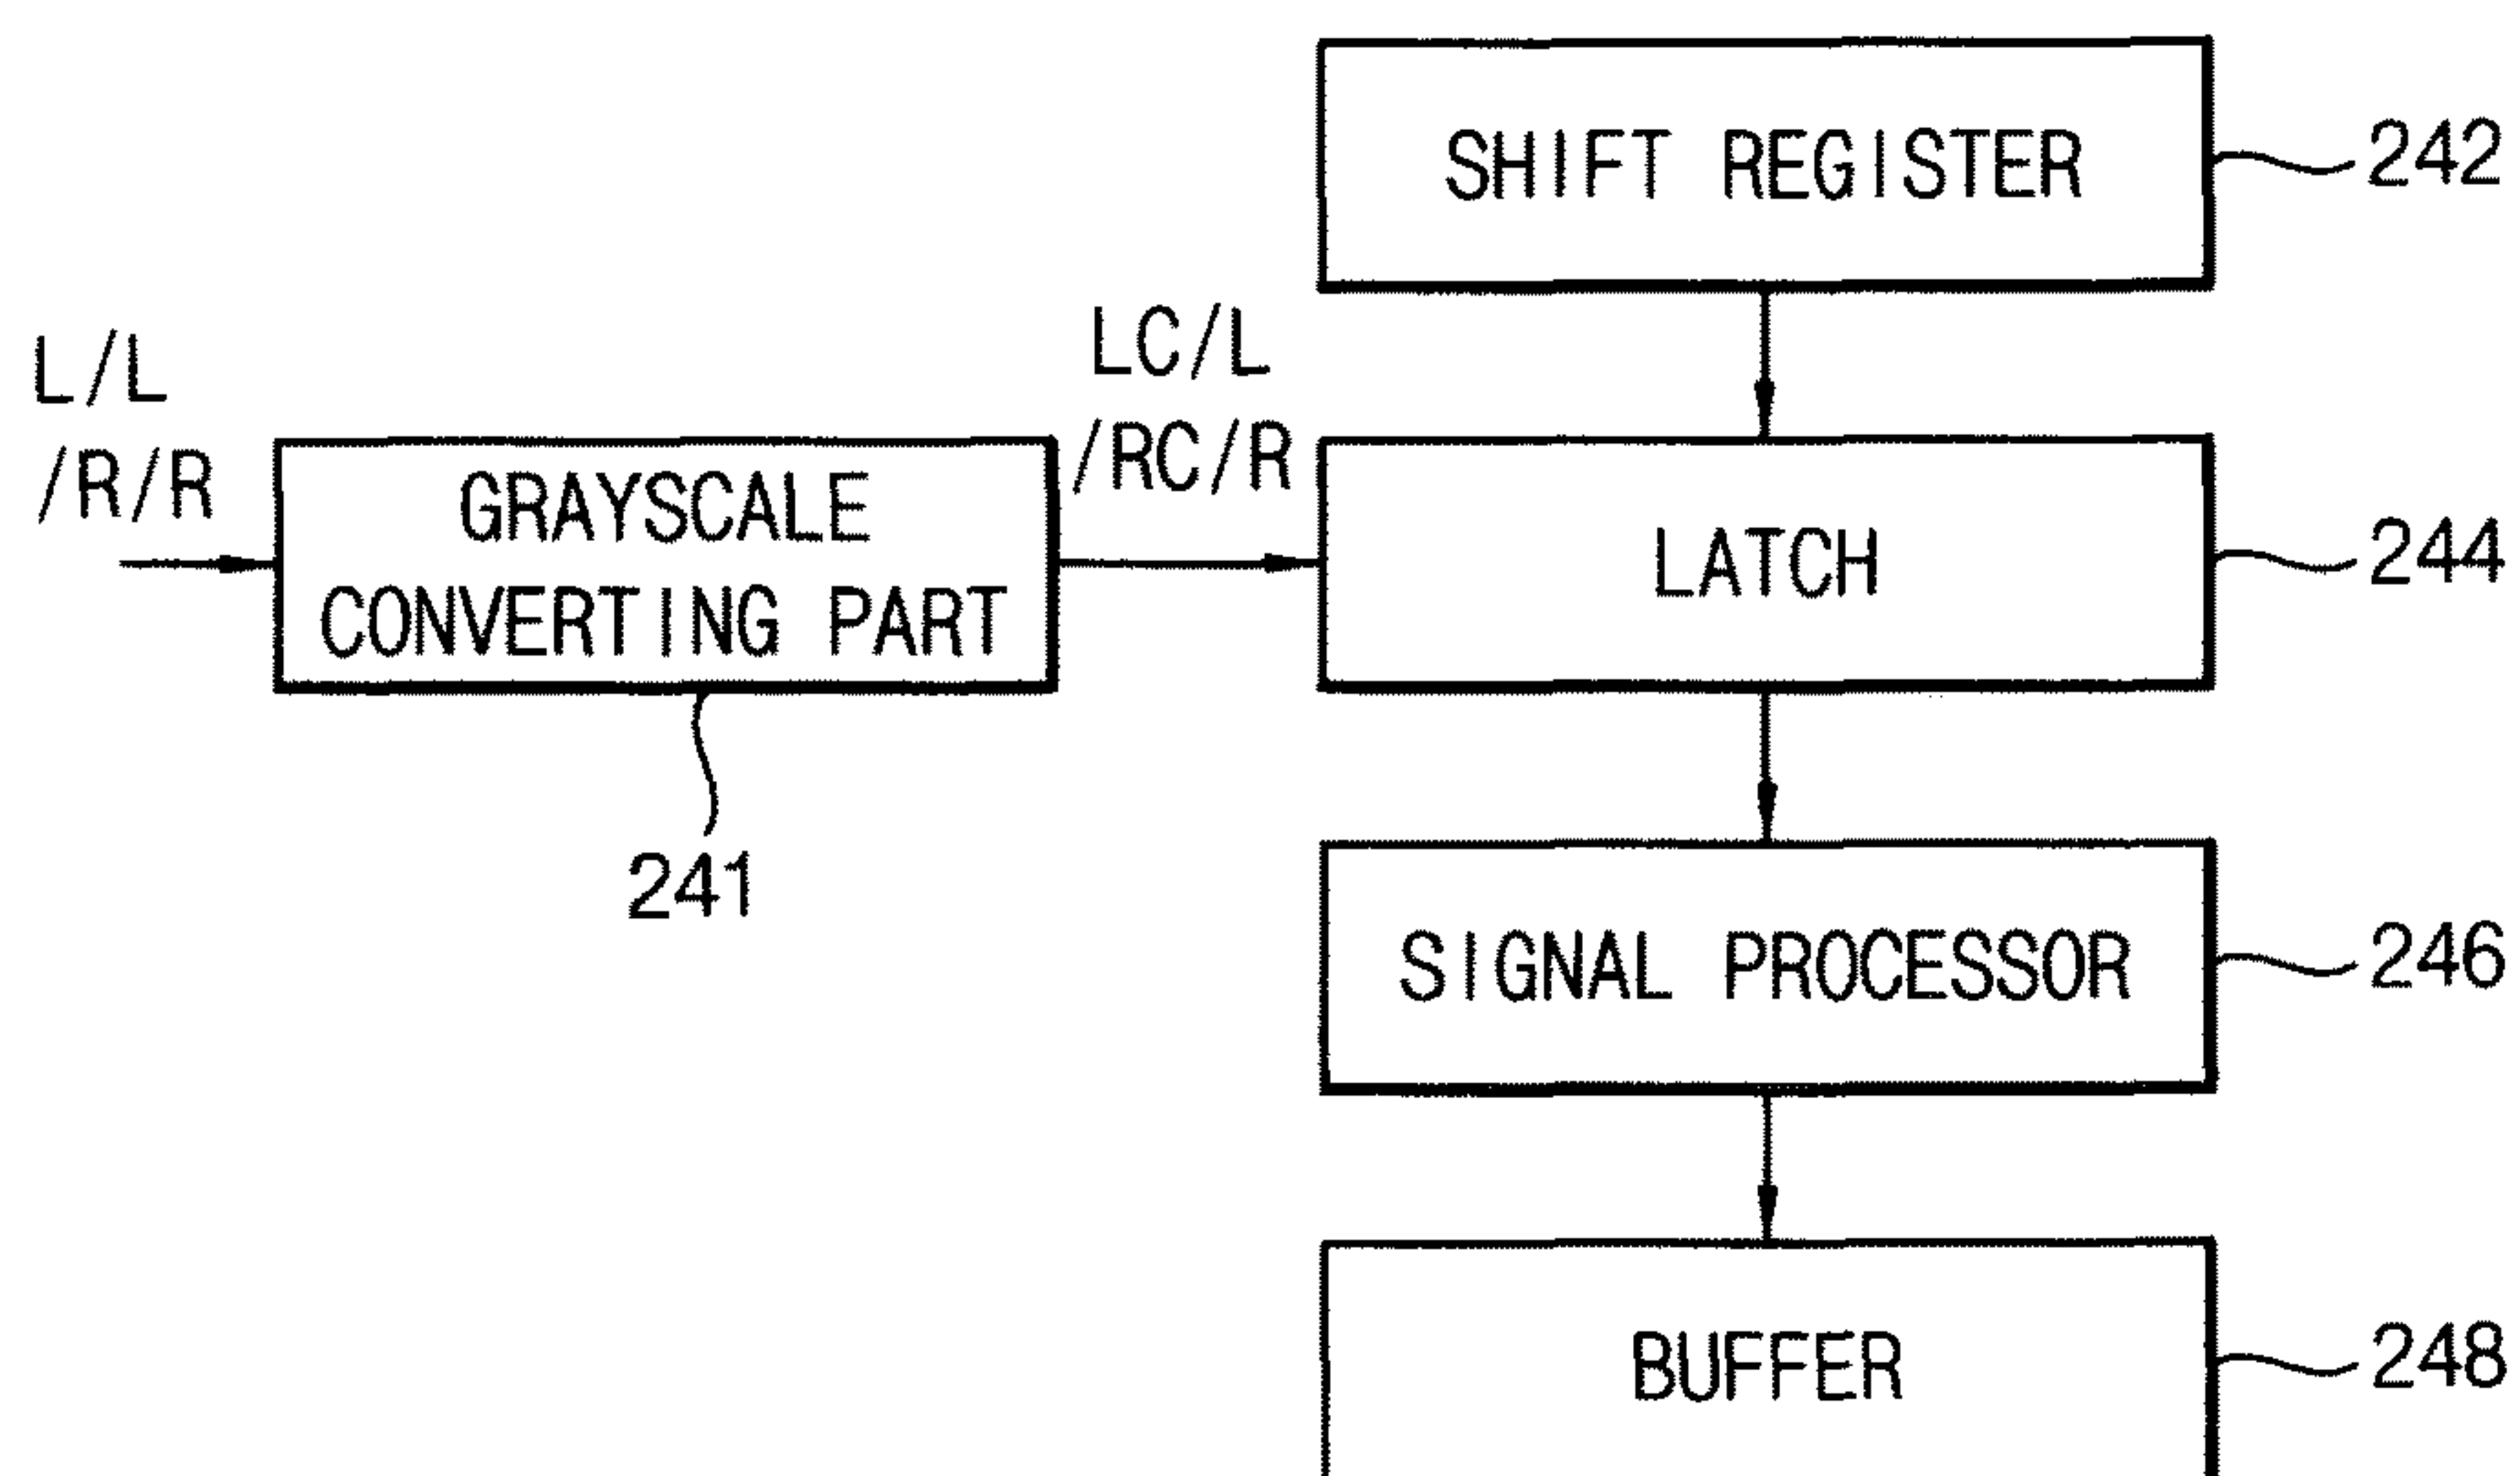 SHIFT REGISTER
242
L/L
/R/R
GRAYSCALE
CONVERTING PART
241
LC/L
/RC/R
LATCH
244
SIGNAL PROCESSOR
246
BUFFER
248